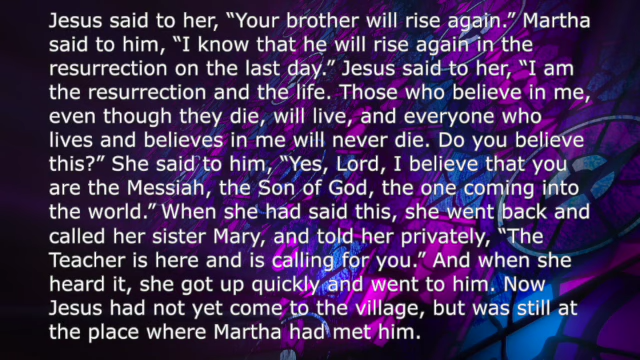 Jesus said to her, “Your brother will rise again.” Martha
said to him, “I know that he will rise again in the
resurrection on the last day.” Jesus said to her, “I am
the resurrection and the life. Those who believe in me,
even though they die, will live, and everyone who
lives and believes in me will never die. Do you believe
this?” She said to him, “Yes, Lord, I believe that you
are the Messiah, the Son of God, the one coming into
the world.” When she had said this, she went back and
called her sister Mary, and told her privately, “The
Teacher is here and is calling for you.” And when she
heard it, she got up quickly and went to him. Now
Jesus had not yet come to the village, but was still at
the place where Martha had met him.